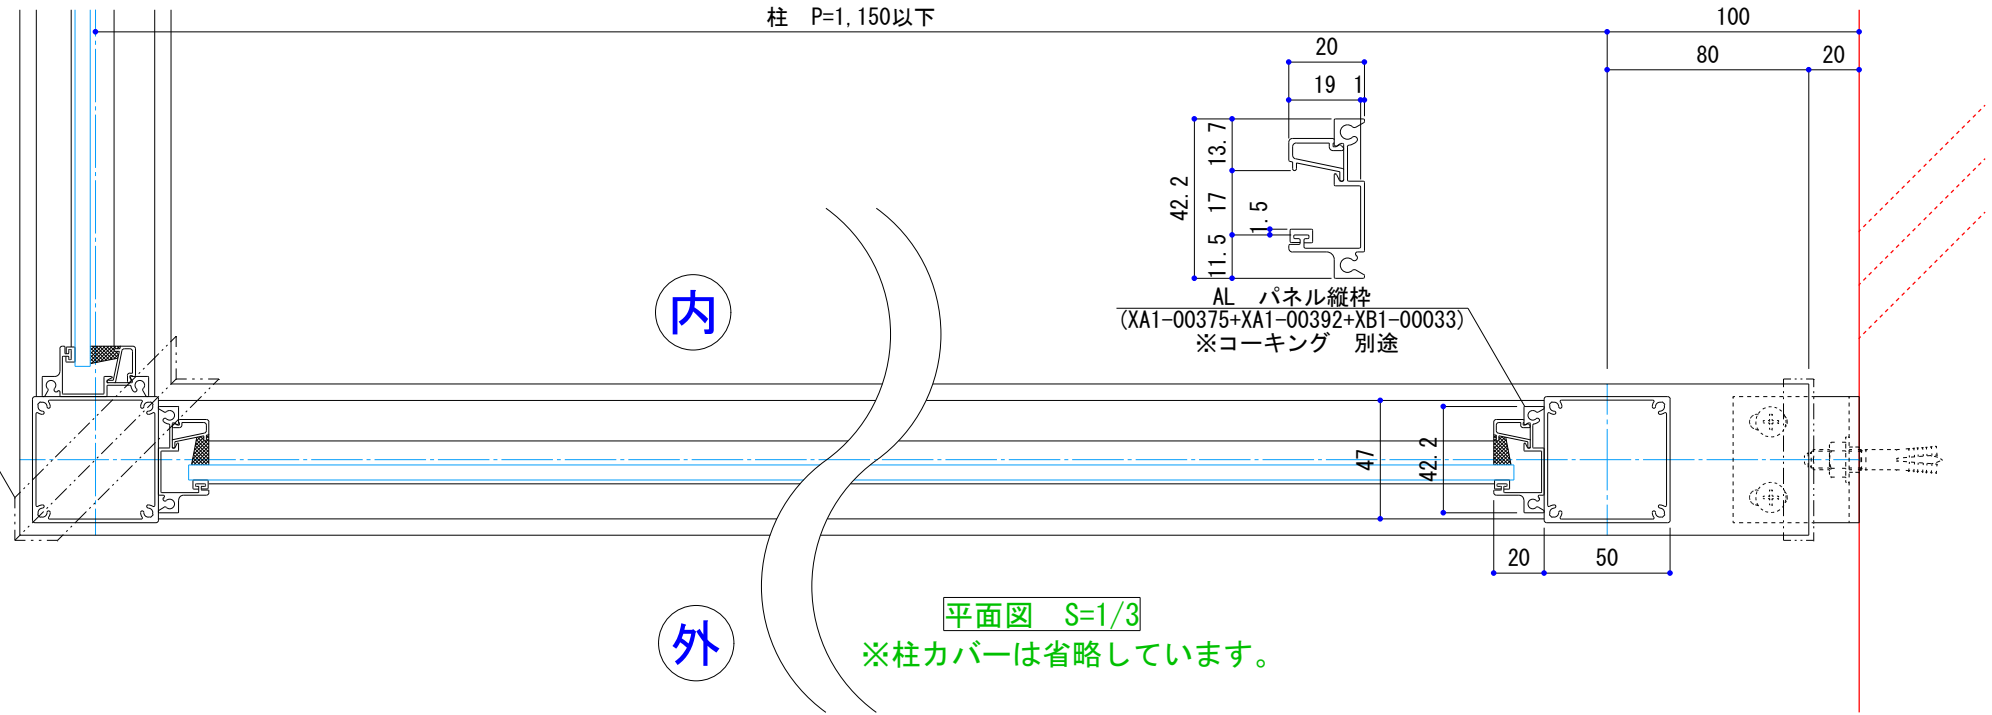 柱 P=1,150以下
100
80
20
20
19
1
42.2
13.7
17
11.5
1.5
AL パネル縦枠
(XA1-00375+XA1-00392+XB1-00033)
※コーキング 別途
内
47
42.2
20
50
外
平面図 S=1/3
※柱カバーは省略しています。